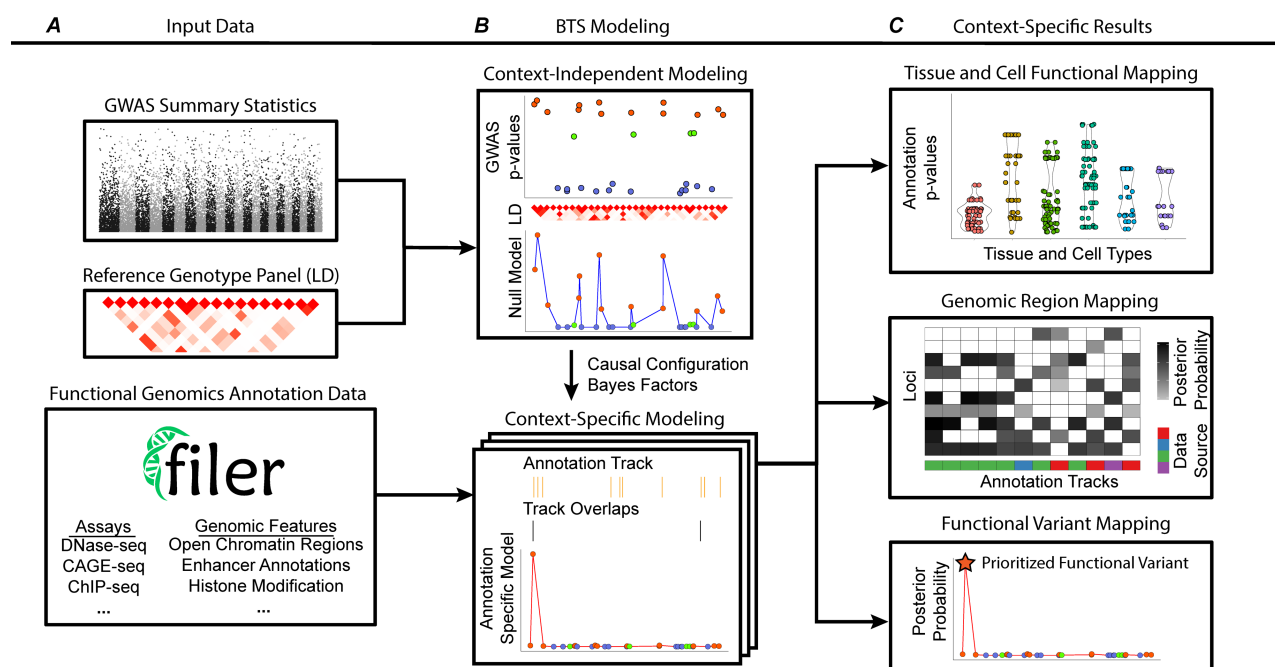 A Input Data
B BTS Modeling
C Context-Specific Results
GWAS Summary Statistics
Reference Genotype Panel (LD)
Functional Genomics Annotation Data
filer
Assays
DNase-seq
CAGE-seq
ChIP-seq
...
Genomic Features
Open Chromatin Regions
Enhancer Annotations
Histone Modification
...
Context-Independent Modeling
GWAS
p-values
LD
Null Model
Causal Configuration
Bayes Factors
Context-Specific Modeling
Annotation Track
Track Overlaps
Annotation
Specific Model
Tissue and Cell Functional Mapping
Annotation
p-values
Tissue and Cell Types
Genomic Region Mapping
Loci
Annotation Tracks
Posterior
Probability
Data
Source
Functional Variant Mapping
Posterior
Probability
Prioritized Functional Variant